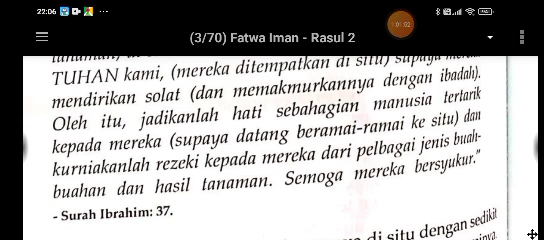 22:06
01:02
(3/70) Fatwa Iman - Rasul 2
TUHAN kami, (mereka ditempatkan di situ) supaya
mendirikan solat (dan memakmurkannya dengan ibadah).
Oleh itu, jadikanlah hati sebahagian manusia tertarik
kepada mereka (supaya datang beramai-ramai ke situ) dan
kurniakanlah rezeki kepada mereka dari pelbagai jenis buah-
buahan dan hasil tanaman. Semoga mereka bersyukur."
- Surah Ibrahim: 37.
di situ dengan sedikit